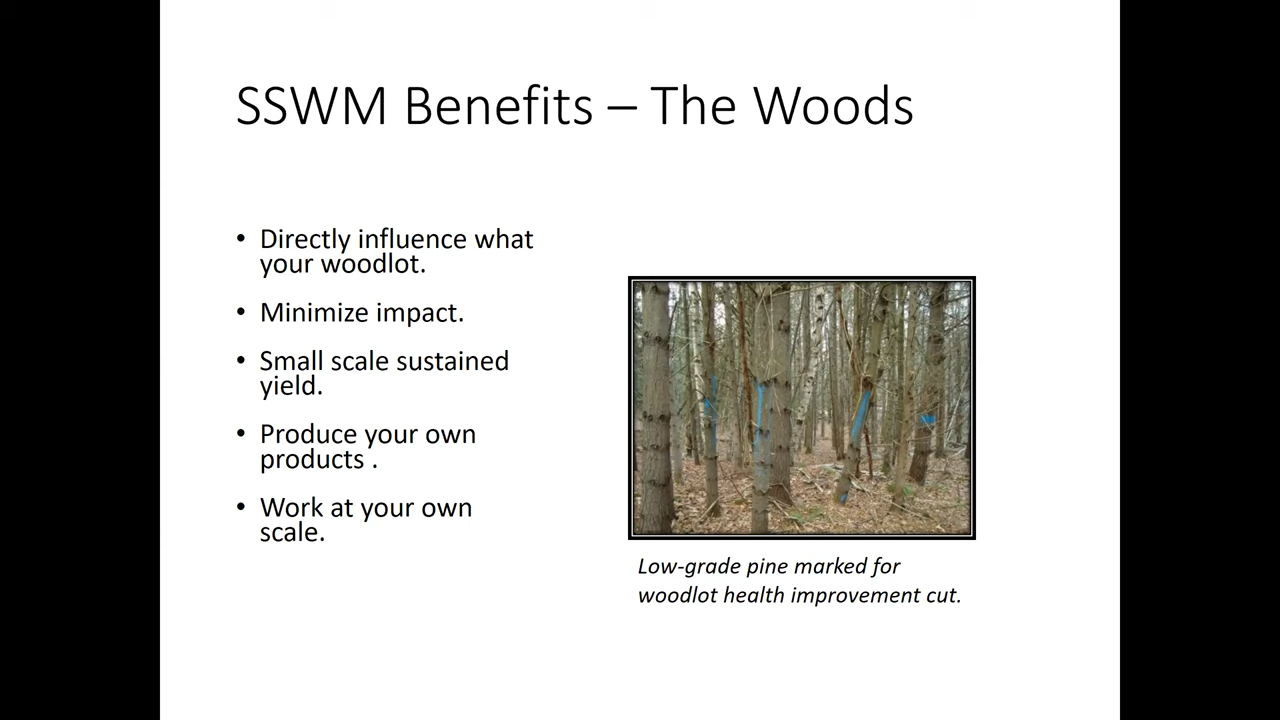 SSWM Benefits – The Woods
• Directly influence what
your woodlot.
• Minimize impact.
• Small scale sustained
yield.
• Produce your own
products .
• Work at your own
scale.
Low-grade pine marked for
woodlot health improvement cut.